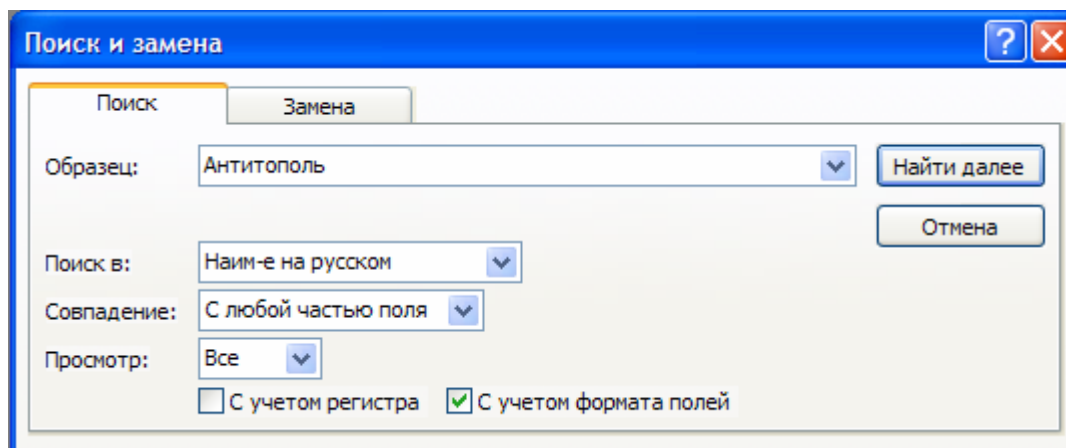 Поиск и замена
Поиск Замена
Образец: Антитополь Найти далее
Отмена
Поиск в: Наим-е на русском
Совпадение: С любой частью поля
Просмотр: Все
С учетом регистра С учетом формата полей